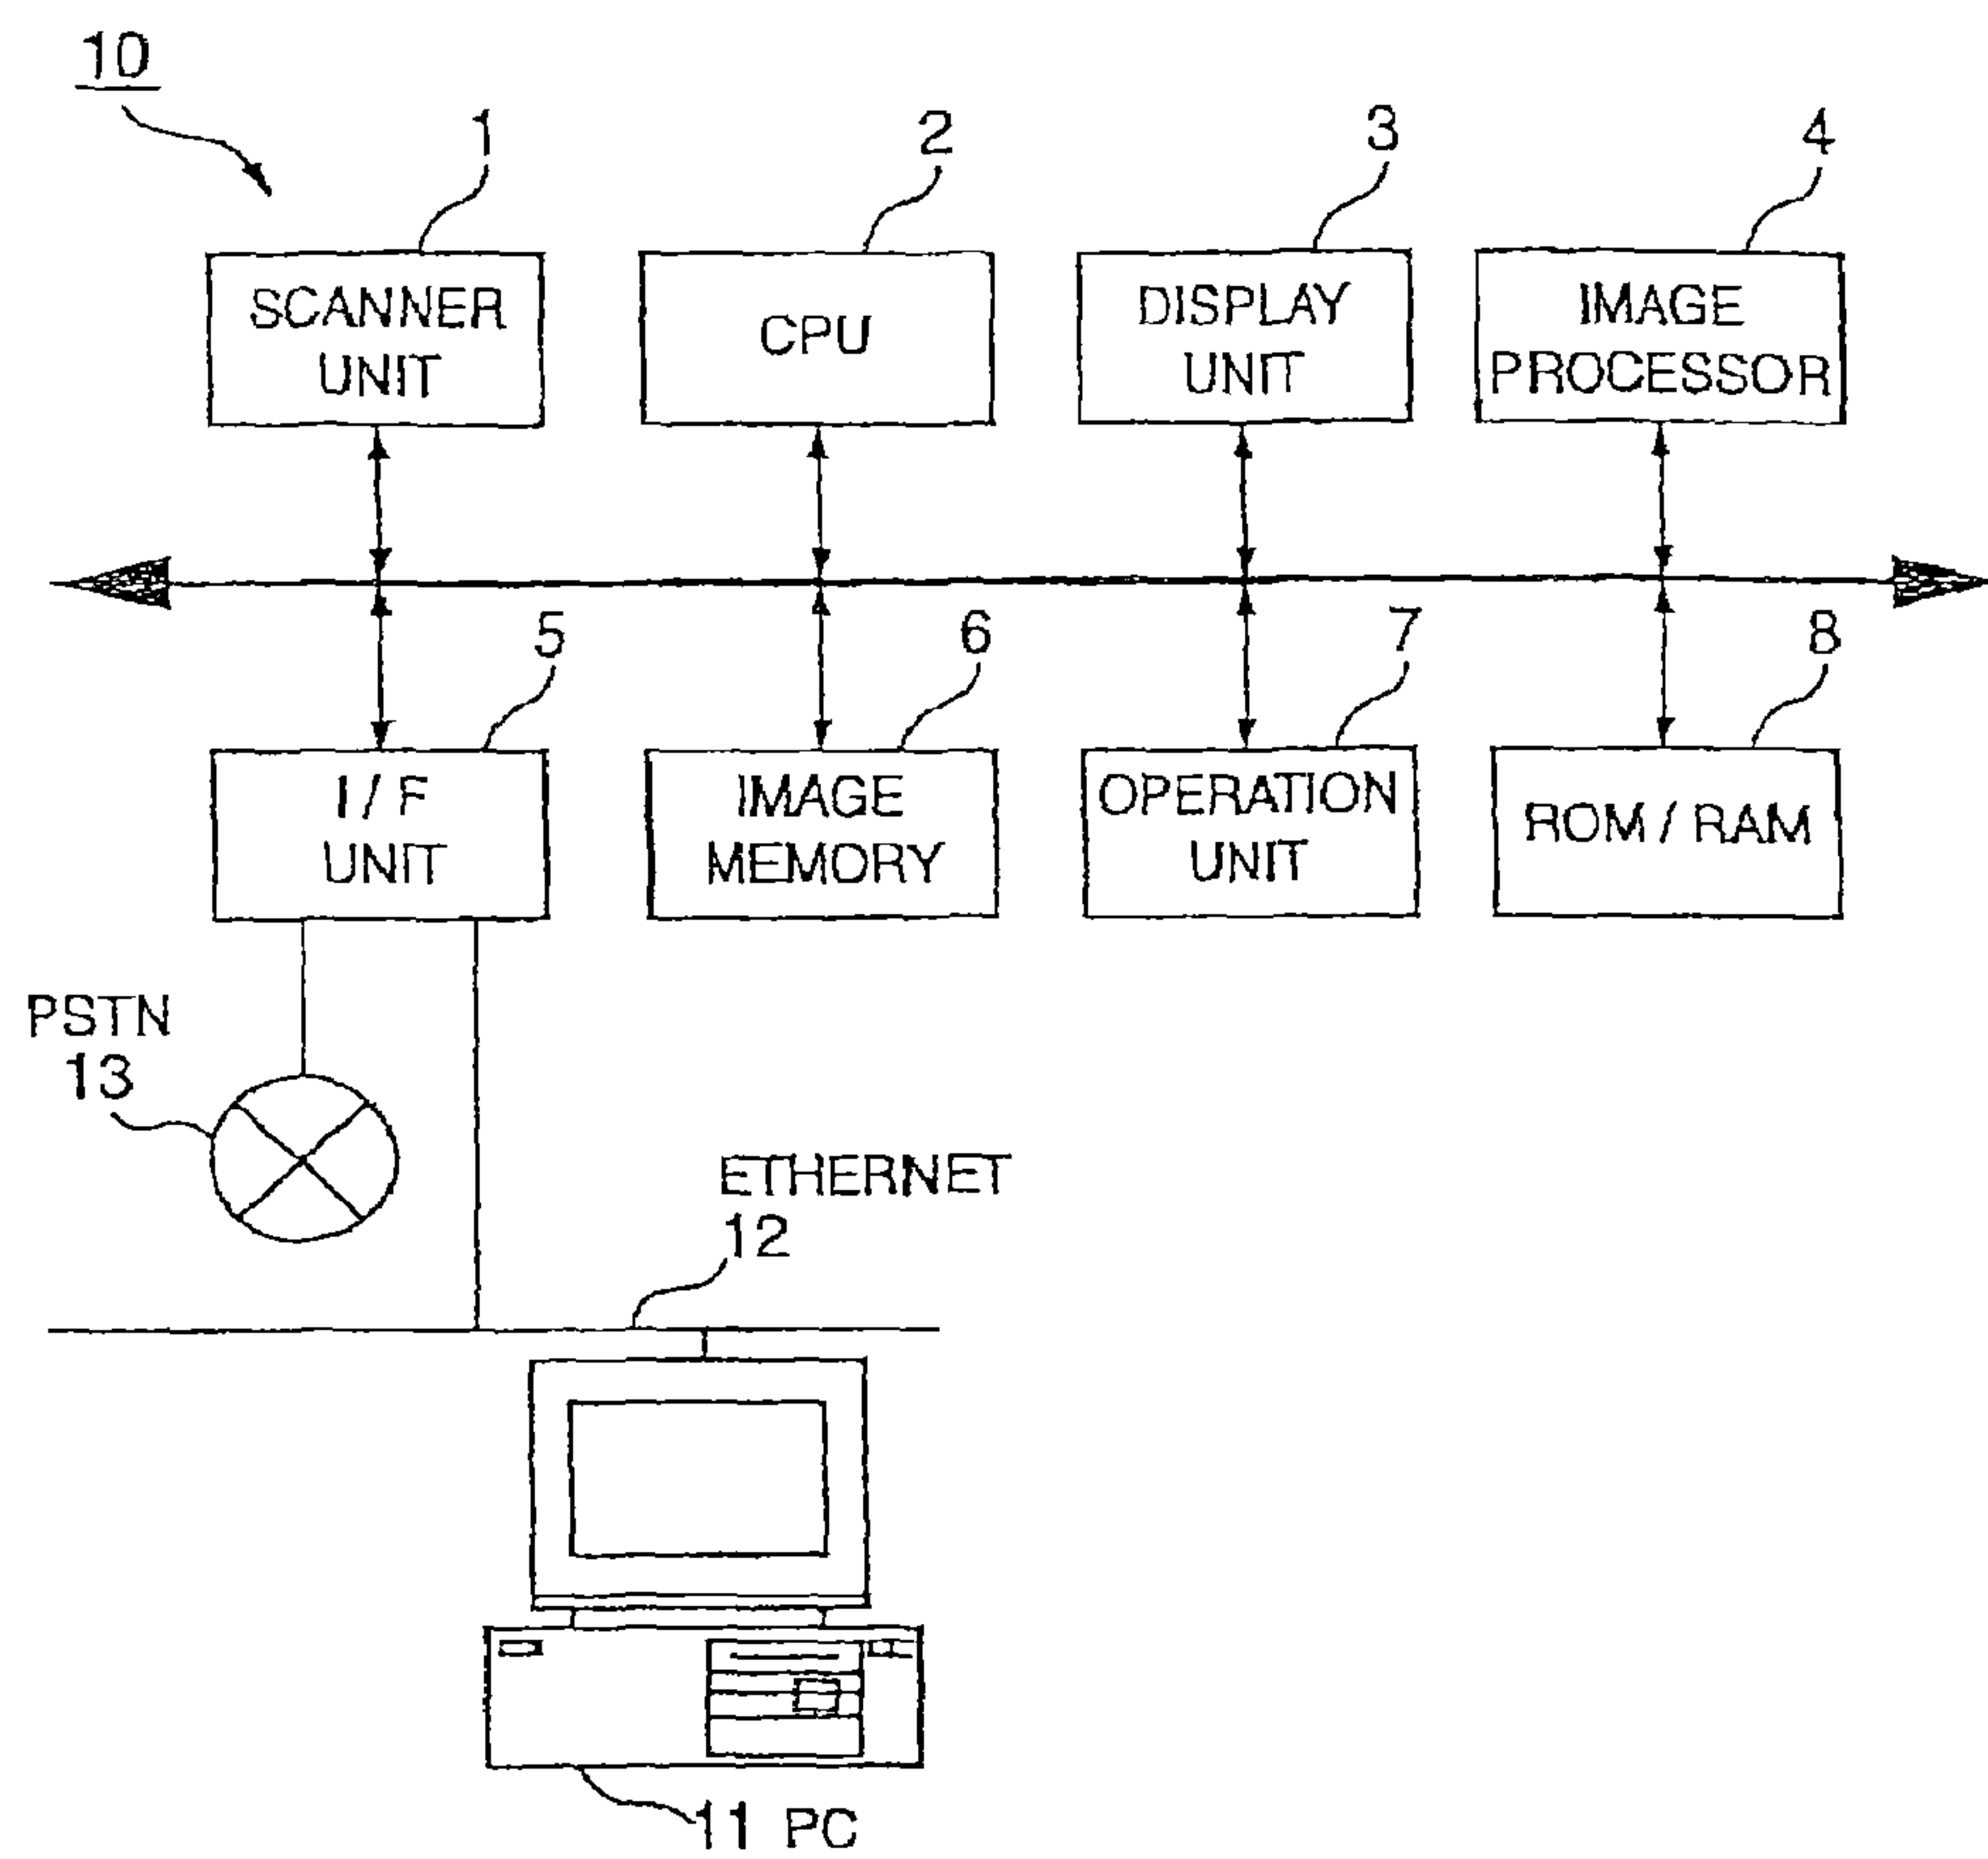 10
1
2
3
4
SCANNER
UNIT
CPU
DISPLAY
UNIT
IMAGE
PROCESSOR
5
6
7
8
I/F
UNIT
IMAGE
MEMORY
OPERATION
UNIT
ROM/RAM
PSTN
13
ETHERNET
12
11 PC